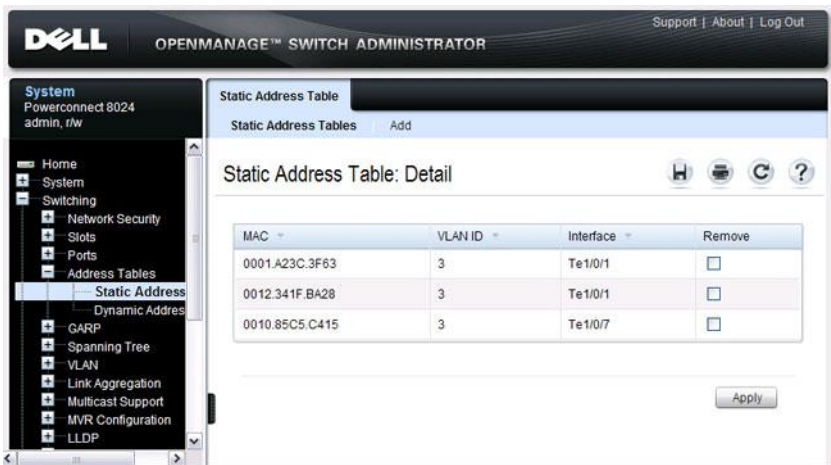 Support | About | Log Out
DELL OPENMANAGE™ SWITCH ADMINISTRATOR
System
Powerconnect 8024
admin, r/w
Home
System
Switching
Network Security
Slots
Ports
Address Tables
Static Address
Dynamic Addres
GARP
Spanning Tree
VLAN
Link Aggregation
Multicast Support
MVR Configuration
LLDP
Static Address Table
Static Address Tables Add
Static Address Table: Detail
MAC VLAN ID Interface Remove
0001.A23C.3F63 3 Te1/0/1
0012.341F.BA28 3 Te1/0/1
0010.85C5.C415 3 Te1/0/7
Apply